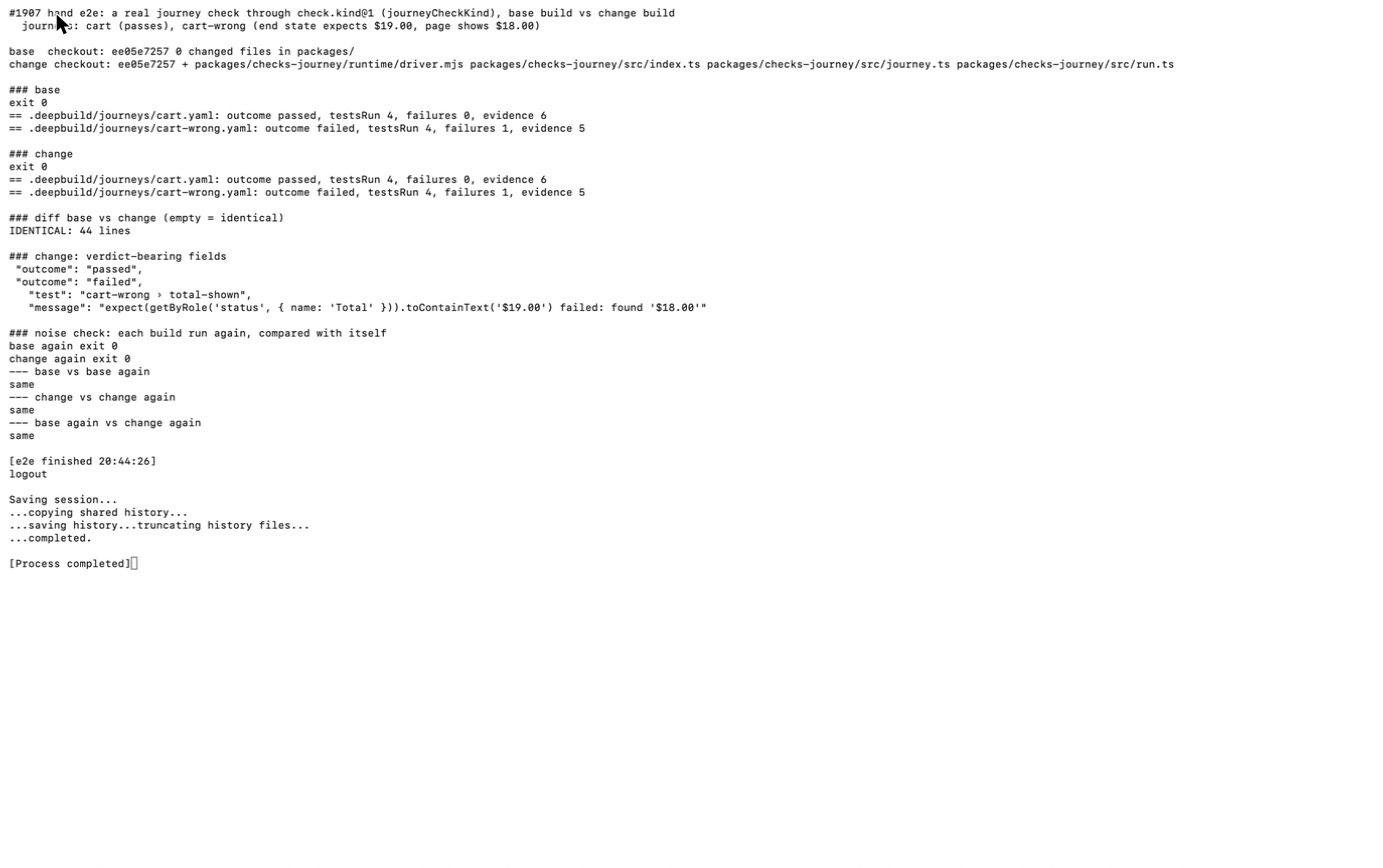 #1907 hand e2e: a real journey check through check.kind@1 (journeyCheckKind), base build vs change build
journeys: cart (passes), cart-wrong (end state expects $19.00, page shows $18.00)
base  checkout: ee05e7257 0 changed files in packages/
change checkout: ee05e7257 + packages/checks-journey/runtime/driver.mjs packages/checks-journey/src/index.ts packages/checks-journey/src/journey.ts packages/checks-journey/src/run.ts
### base
exit 0
== .deepbuild/journeys/cart.yaml: outcome passed, testsRun 4, failures 0, evidence 6
== .deepbuild/journeys/cart-wrong.yaml: outcome failed, testsRun 4, failures 1, evidence 5
### change
exit 0
== .deepbuild/journeys/cart.yaml: outcome passed, testsRun 4, failures 0, evidence 6
== .deepbuild/journeys/cart-wrong.yaml: outcome failed, testsRun 4, failures 1, evidence 5
### diff base vs change (empty = identical)
IDENTICAL: 44 lines
### change: verdict-bearing fields
"outcome": "passed",
"outcome": "failed",
"test": "cart-wrong › total-shown",
"message": "expect(getByRole('status', { name: 'Total' })).toContainText('$19.00') failed: found '$18.00'"
### noise check: each build run again, compared with itself
base again exit 0
change again exit 0
--- base vs base again
same
--- change vs change again
same
--- base again vs change again
same
[e2e finished 20:44:26]
logout
Saving session...
...copying shared history...
...saving history...truncating history files...
...completed.
[Process completed]